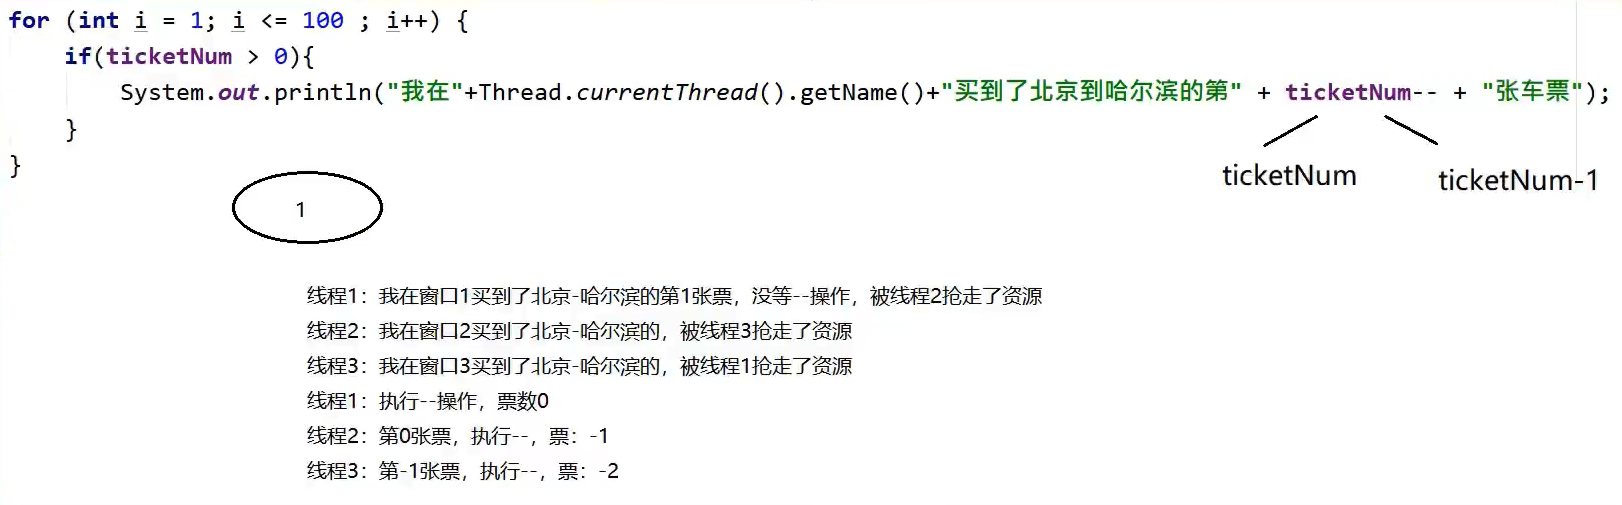 for (int i = 1; i <= 100 ; i++) {
if(ticketNum > 0){
System.out.println("我在"+Thread.currentThread().getName()+"买到了北京到哈尔滨的第" + ticketNum-- + "张车票");
}
}
ticketNum
ticketNum-1
1
线程1：我在窗口1买到了北京-哈尔滨的第1张票，没等--操作，被线程2抢走了资源
线程2：我在窗口2买到了北京-哈尔滨的，被线程3抢走了资源
线程3：我在窗口3买到了北京-哈尔滨的，被线程1抢走了资源
线程1：执行--操作，票数0
线程2：第0张票，执行--，票：-1
线程3：第-1张票，执行--，票：-2